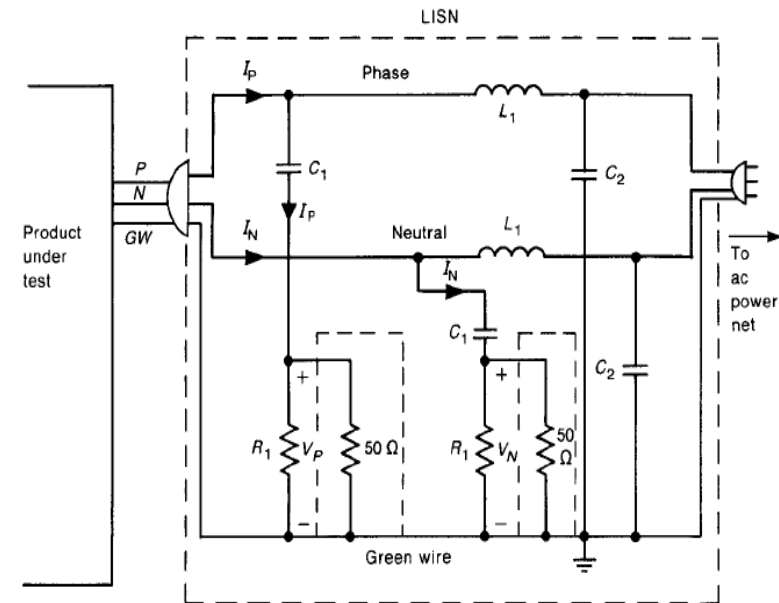 LISN
I_P
Phase
L_1
C_1
C_2
P
N
GW
I_P
I_N
Neutral
L_1
Product
under
test
To
ac
power
net
I_N
C_1
C_2
+
+
R_1
V_P
50 Ω
R_1
V_N
50
Ω
−
−
Green wire